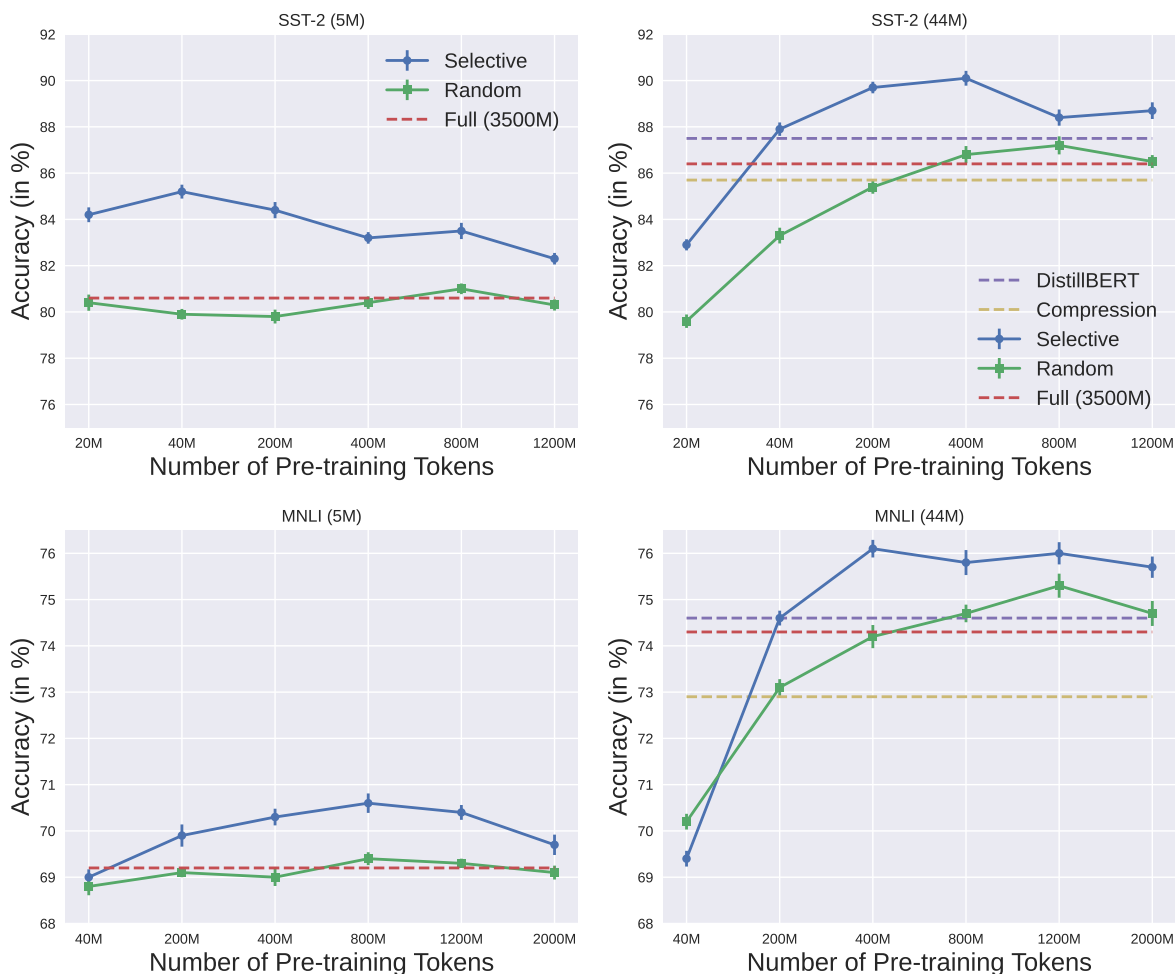 SST-2 (5M)
92
90
88
86
84
82
80
78
76
Accuracy (in %)
Selective
Random
Full (3500M)
20M 40M 200M 400M 800M 1200M
Number of Pre-training Tokens
SST-2 (44M)
92
90
88
86
84
82
80
78
76
Accuracy (in %)
DistillBERT
Compression
Selective
Random
Full (3500M)
20M 40M 200M 400M 800M 1200M
Number of Pre-training Tokens
MNLI (5M)
76
75
74
73
72
71
70
69
68
Accuracy (in %)
40M 200M 400M 800M 1200M 2000M
Number of Pre-training Tokens
MNLI (44M)
76
75
74
73
72
71
70
69
68
Accuracy (in %)
40M 200M 400M 800M 1200M 2000M
Number of Pre-training Tokens